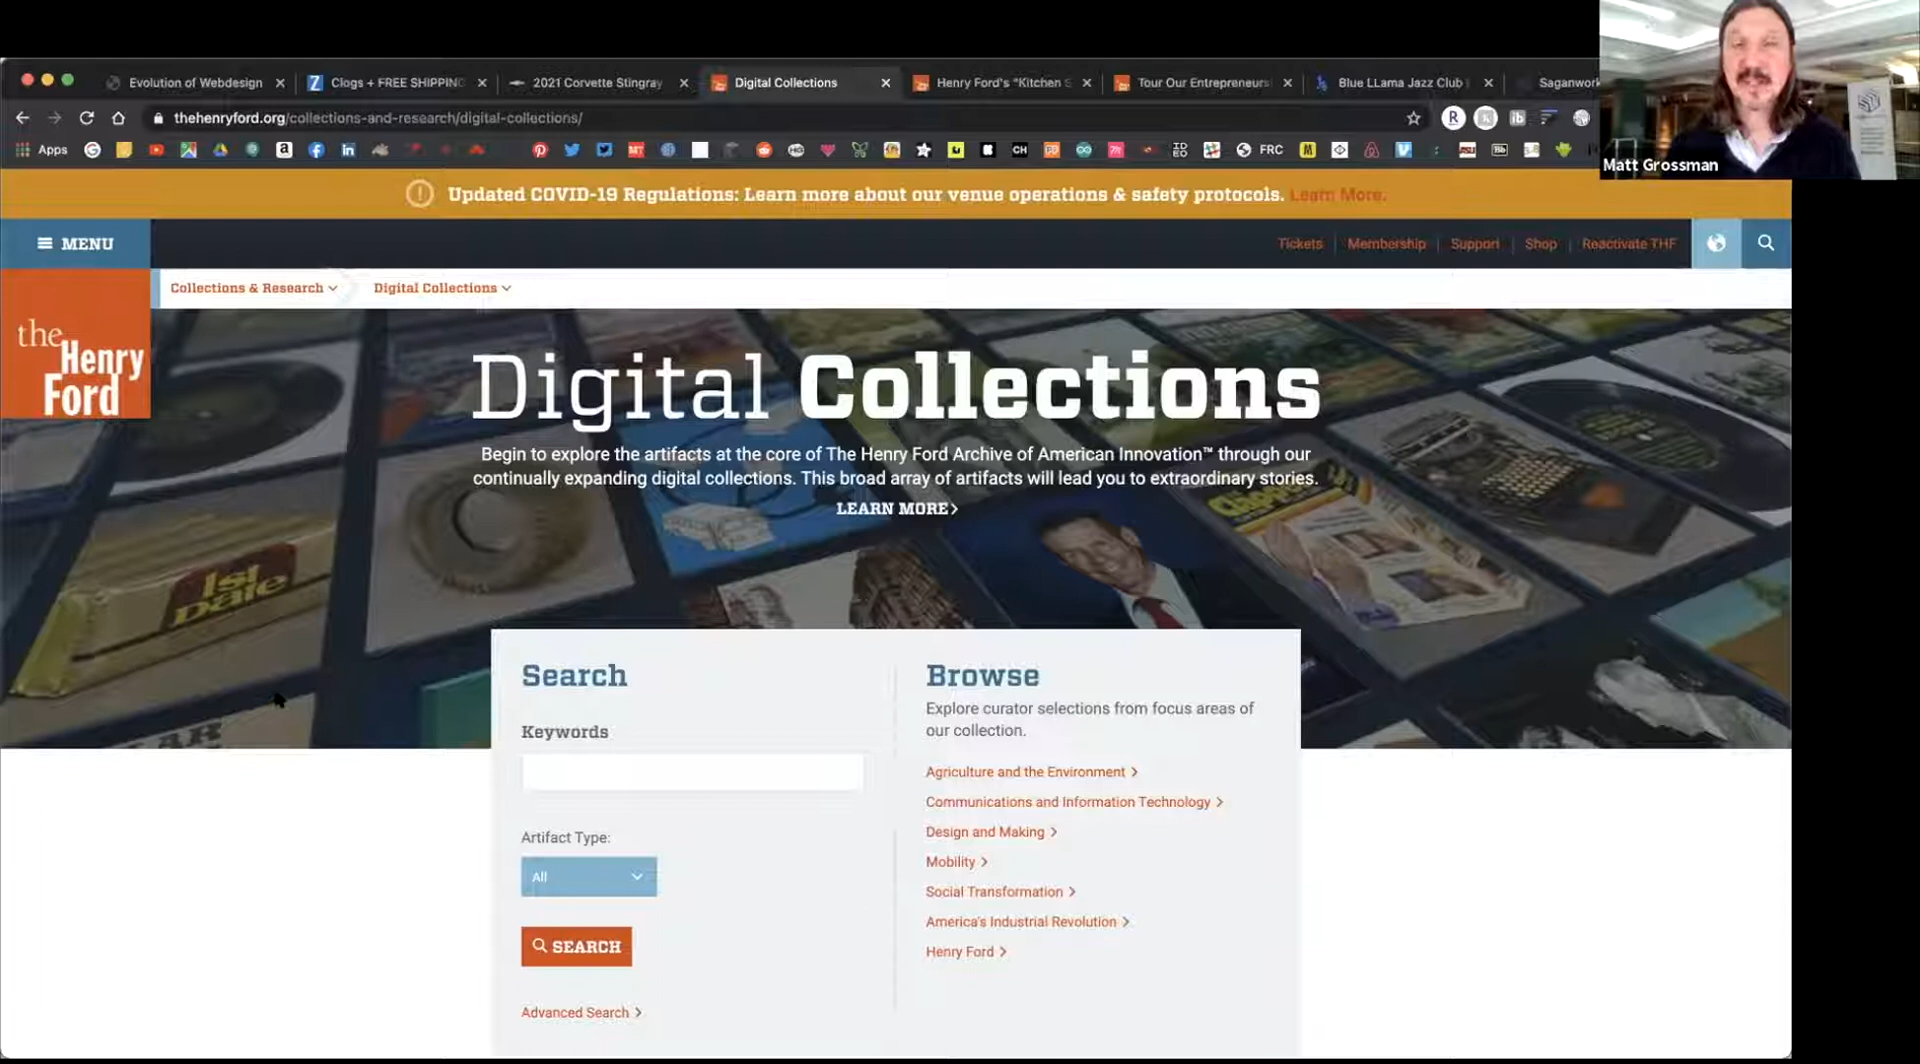 Evolution of Webdesign
Clogs + FREE SHIPPING
2021 Corvette Stingray
Digital Collections
Henry Ford's "Kitchen S
Tour Our Entrepreneurs
Blue LLama Jazz Club
Saganwork
thehenryford.org/collections-and-research/digital-collections/
Apps
FRC
Matt Grossman
Updated COVID-19 Regulations: Learn more about our venue operations & safety protocols. Learn More.
MENU
Tickets
Membership
Support
Shop
Reactivate THF
Collections & Research
Digital Collections
the
Henry
Ford
Digital Collections
Begin to explore the artifacts at the core of The Henry Ford Archive of American Innovation™ through our
continually expanding digital collections. This broad array of artifacts will lead you to extraordinary stories.
LEARN MORE
1st
Dale
Search
Keywords
Artifact Type:
All
SEARCH
Advanced Search
Browse
Explore curator selections from focus areas of
our collection.
Agriculture and the Environment
Communications and Information Technology
Design and Making
Mobility
Social Transformation
America's Industrial Revolution
Henry Ford